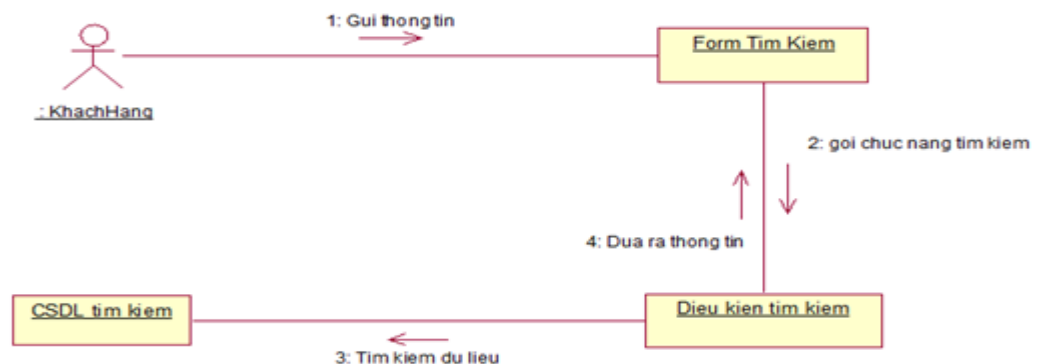 1: Gui thong tin
Form Tim Kiem
: KhachHang
2: goi chuc nang tim kiem
4: Dua ra thong tin
CSDL tim kiem
Dieu kien tim kiem
3: Tim kiem du lieu